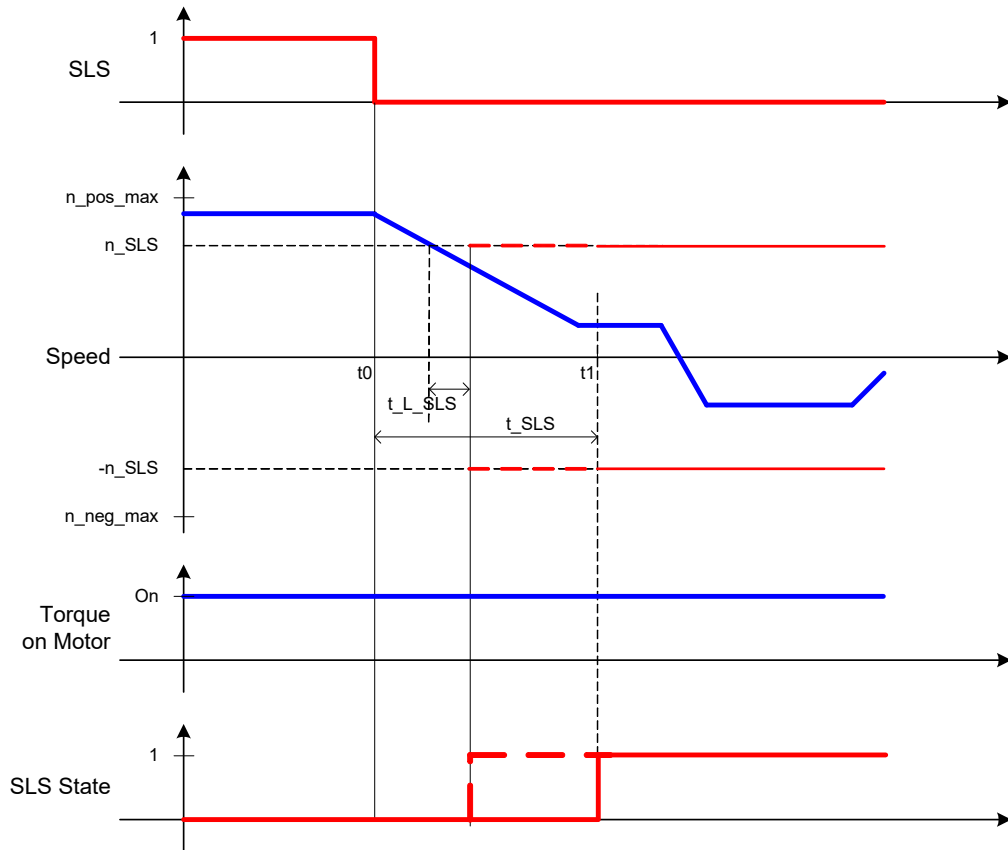 1
SLS
n_pos_max
n_SLS
Speed
t0
t1
t_L_SLS
t_SLS
-n_SLS
n_neg_max
On
Torque
on Motor
1
SLS State